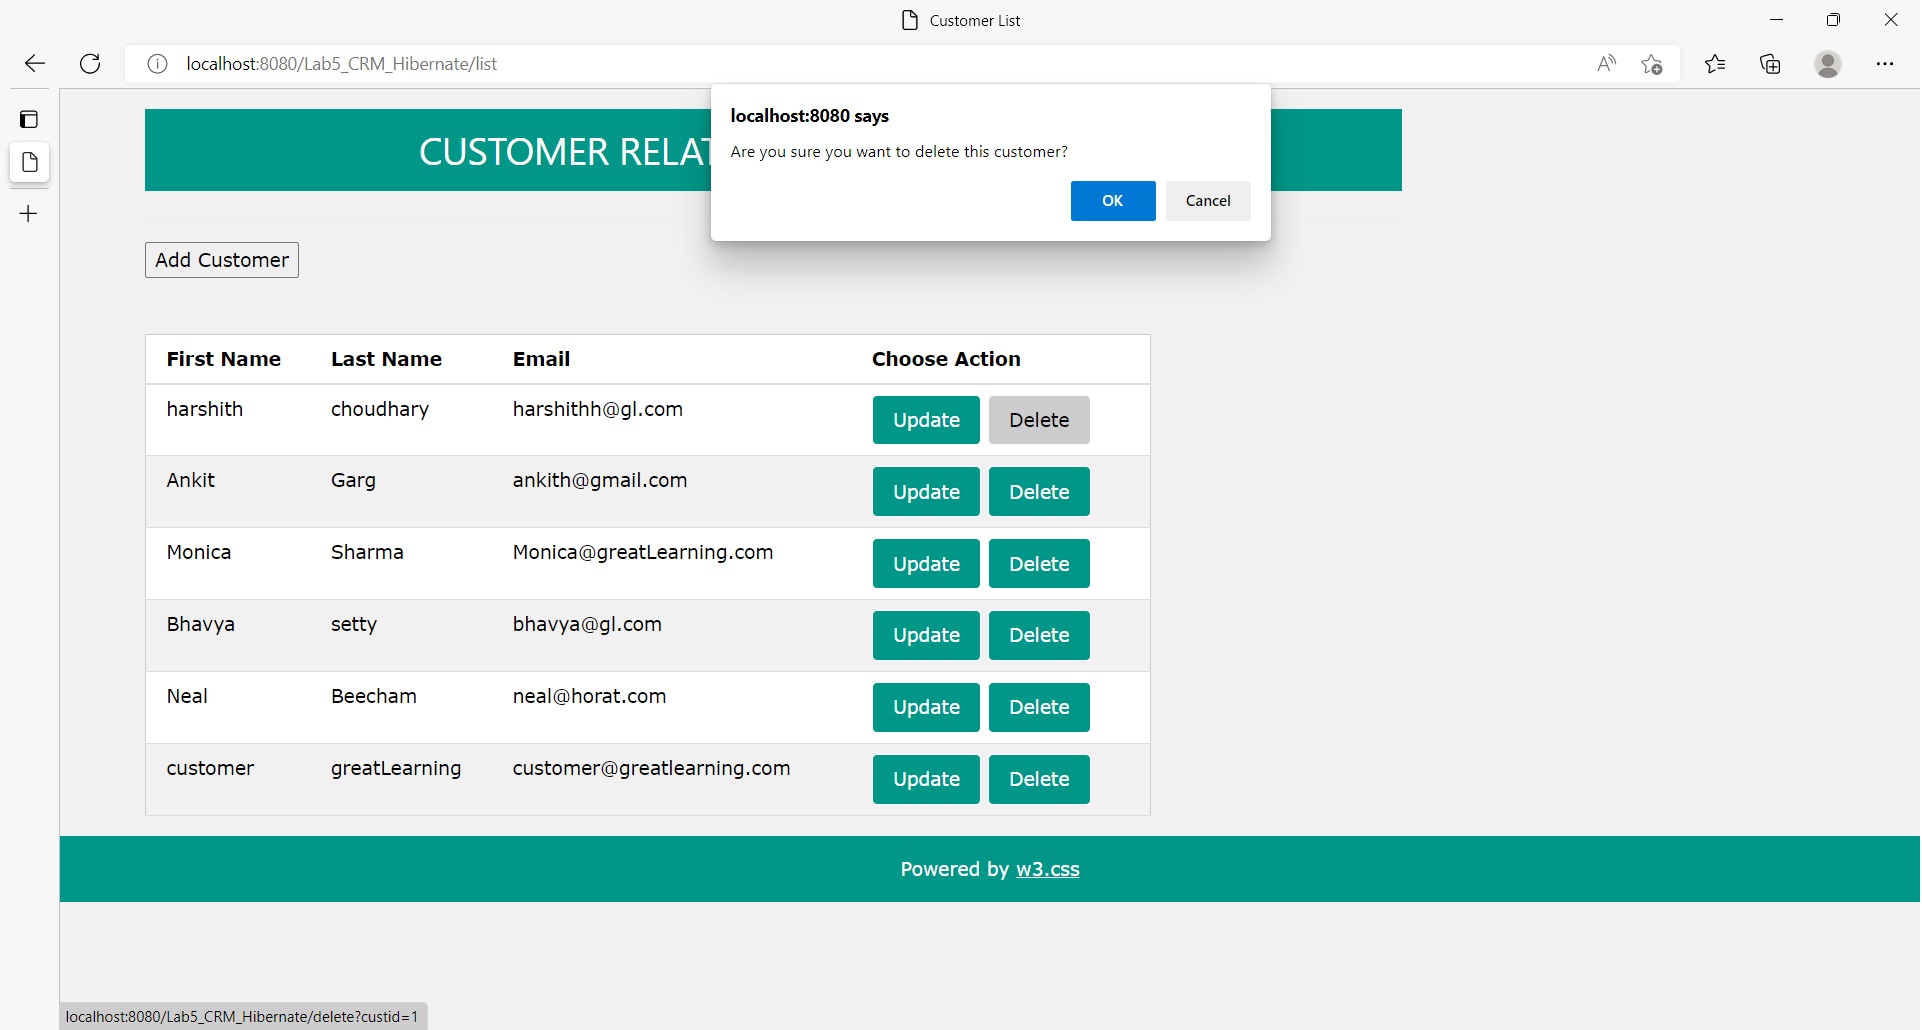 Customer List
localhost:8080/Lab5_CRM_Hibernate/list
localhost:8080 says
Are you sure you want to delete this customer?
OK Cancel
CUSTOMER RELAT
Add Customer
First Name Last Name Email Choose Action
harshith choudhary harshithh@gl.com Update Delete
Ankit Garg ankith@gmail.com Update Delete
Monica Sharma Monica@greatLearning.com Update Delete
Bhavya setty bhavya@gl.com Update Delete
Neal Beecham neal@horat.com Update Delete
customer greatLearning customer@greatlearning.com Update Delete
Powered by w3.css
localhost:8080/Lab5_CRM_Hibernate/delete?custid=1